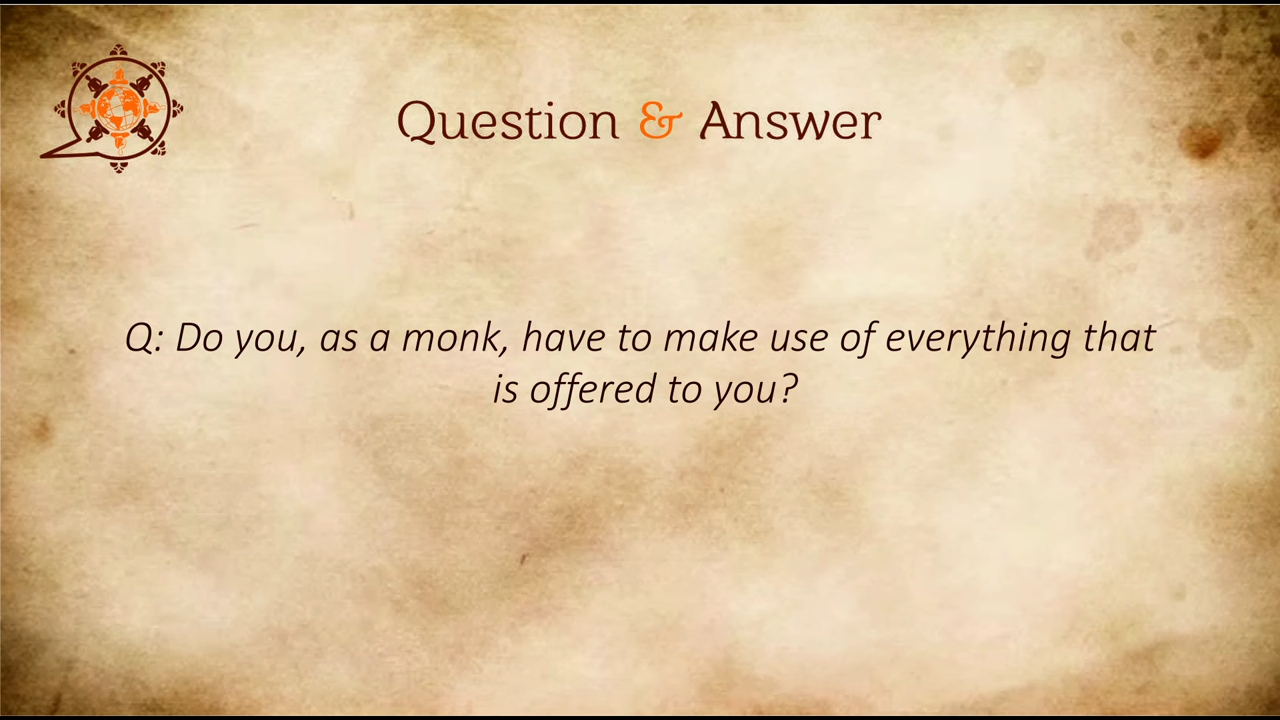 Question & Answer
Q: Do you, as a monk, have to make use of everything that
is offered to you?